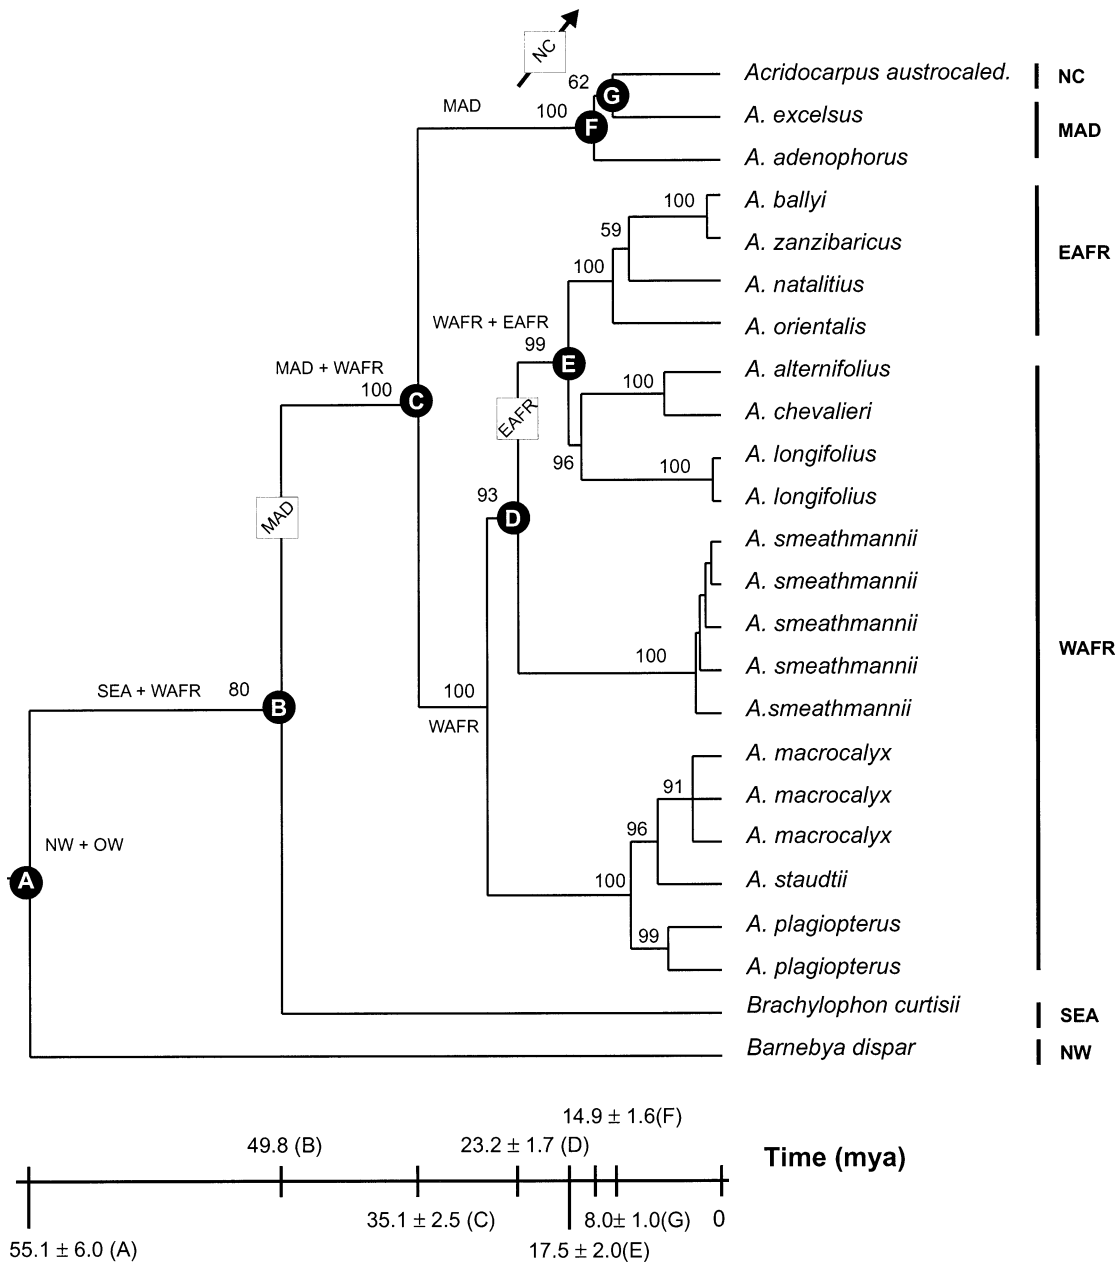 NC
Acridocarpus austrocaled.
NC
62
G
MAD
100
F
A. excelsus
MAD
A. adenophorus
100
A. ballyi
59
A. zanzibaricus
EAFR
100
A. natalitius
WAFR + EAFR
A. orientalis
99
E
MAD + WAFR
100
A. alternifolius
100
C
EAFR
A. chevalieri
96
100
A. longifolius
93
A. longifolius
MAD
D
A. smeathmannii
A. smeathmannii
A. smeathmannii
WAFR
100
A. smeathmannii
SEA + WAFR
80
B
100
WAFR
A.smeathmannii
A. macrocalyx
91
A. macrocalyx
96
A. macrocalyx
NW + OW
A
100
A. staudtii
99
A. plagiopterus
A. plagiopterus
Brachylophon curtisii
SEA
Barnebya dispar
NW
14.9 ± 1.6(F)
49.8 (B)
23.2 ± 1.7 (D)
Time (mya)
35.1 ± 2.5 (C)
8.0± 1.0(G)
0
55.1 ± 6.0 (A)
17.5 ± 2.0(E)